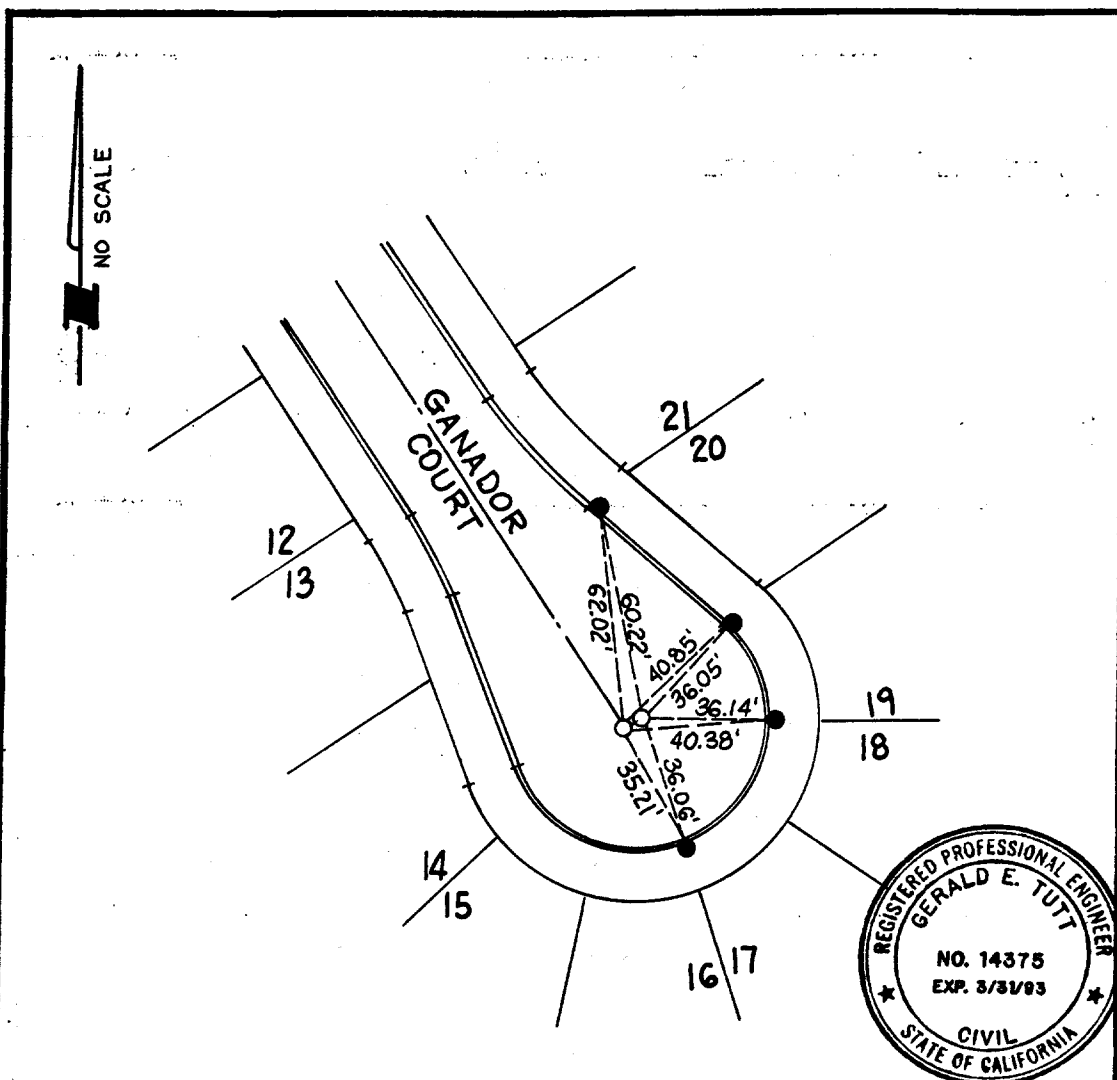 NO SCALE
GANADOR
COURT
21
20
12
13
62.02'
60.22'
40.85'
36.05'
36.14'
40.38'
35.21'
36.06'
19
18
14
15
16
17
REGISTERED PROFESSIONAL ENGINEER
GERALD E. TUTT
NO. 14375
EXP. 3/31/93
CIVIL
STATE OF CALIFORNIA